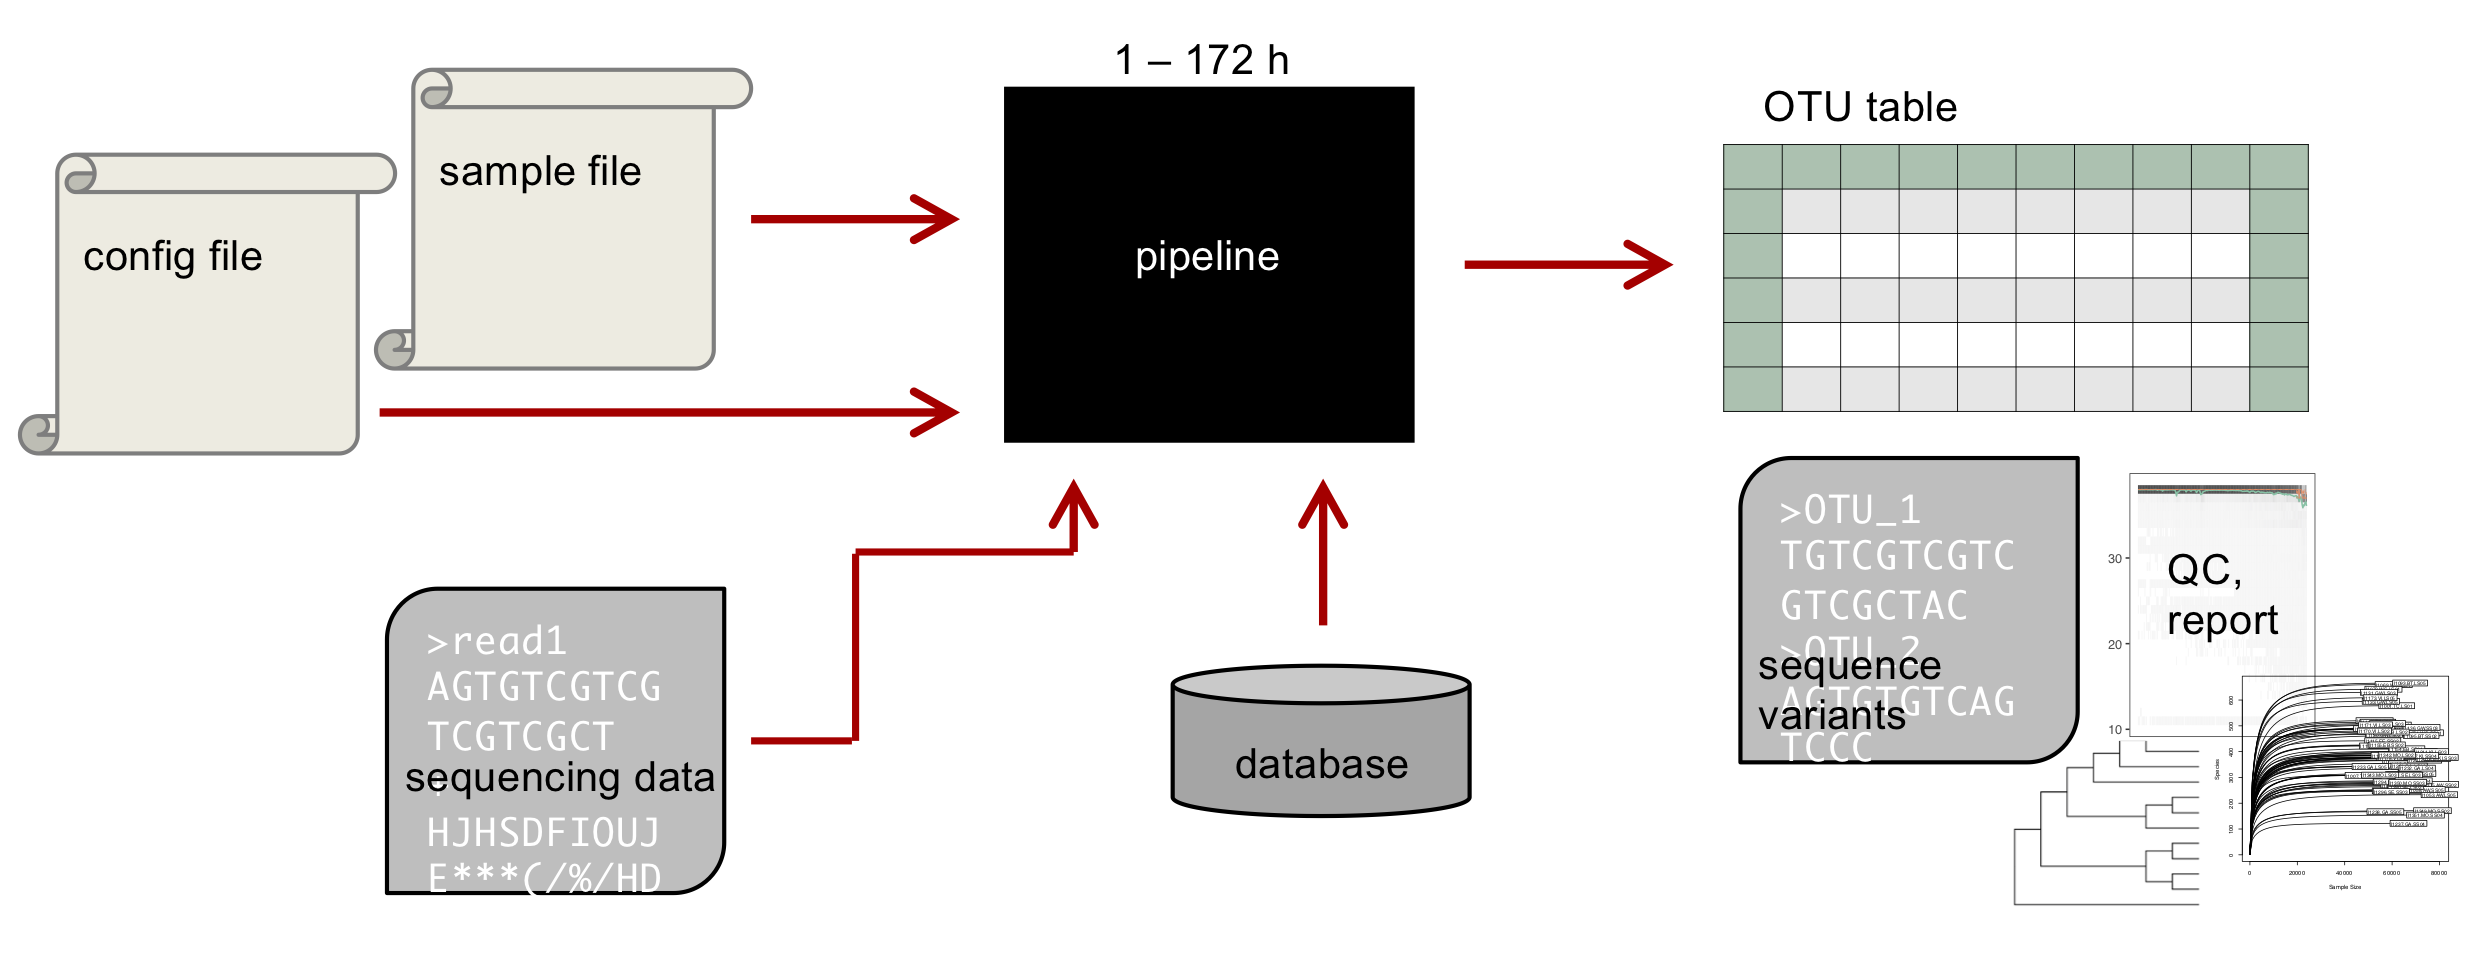 1 – 172 h
sample file
config file
pipeline
OTU table
>read1
AGTGTCGTCG
TCGTCGCT
sequencing data
HJHSDFIOUJ
E***(/%/HD
database
>OTU_1
TGTCGTCGTC
GTCGCTAC
>OTU_2
sequence
AGTGTGTCAG
variants
TCCC
30
20
10
QC,
report
Species
0
100
200
300
400
500
600
0
20000
40000
60000
80000
Sample Size